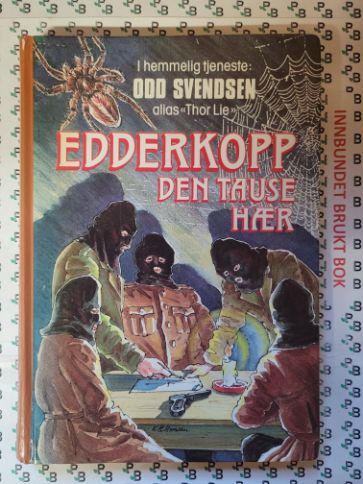 I hemmelig tjeneste:
ODD SVENDSEN
alias «Thor Lie»
EDDERKOPP
DEN TAUSE
HÆR
INNBUNDET BRUKT BOK